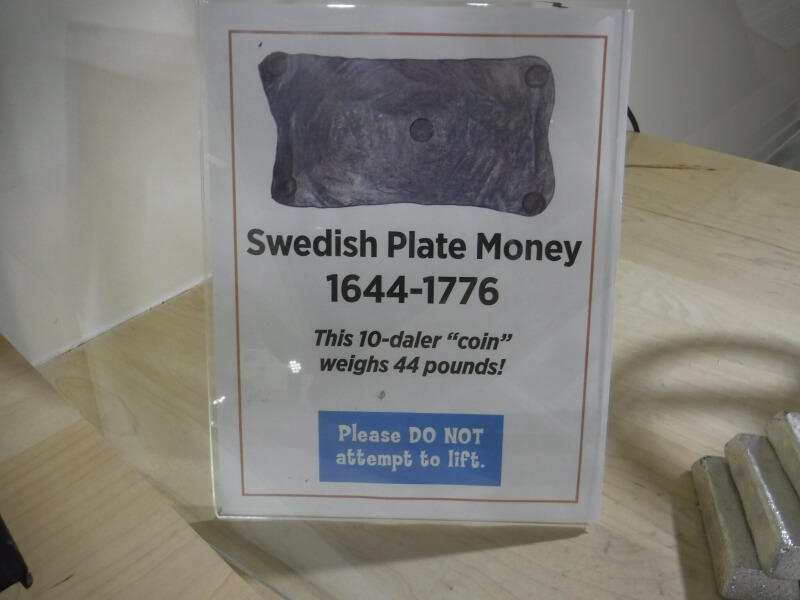 Swedish Plate Money
1644-1776
This 10-daler “coin”
weighs 44 pounds!
Please DO NOT
attempt to lift.